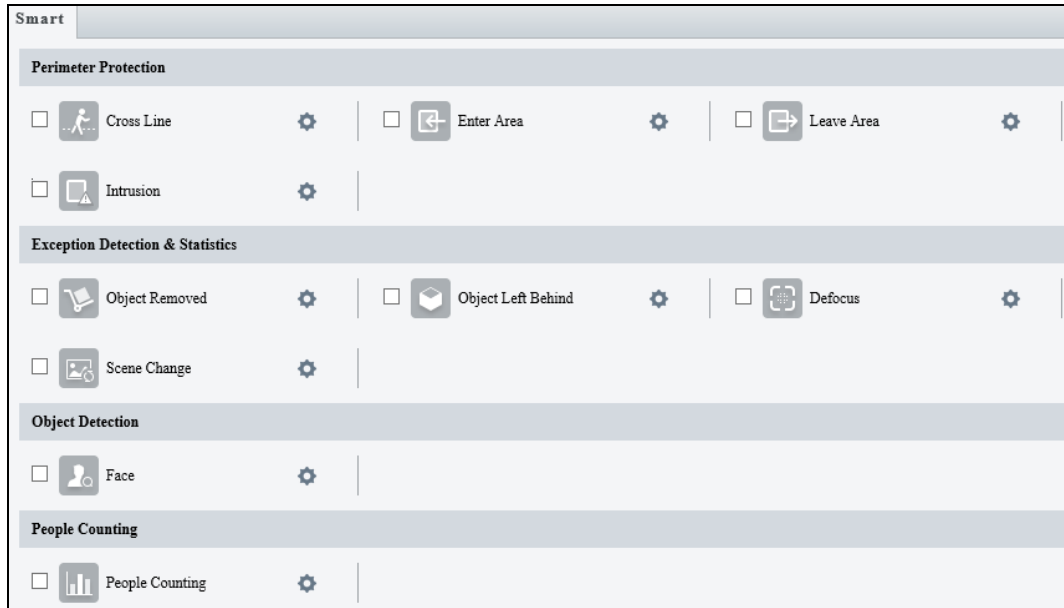 Smart
Perimeter Protection
Cross Line
Enter Area
Leave Area
Intrusion
Exception Detection & Statistics
Object Removed
Object Left Behind
Defocus
Scene Change
Object Detection
Face
People Counting
People Counting